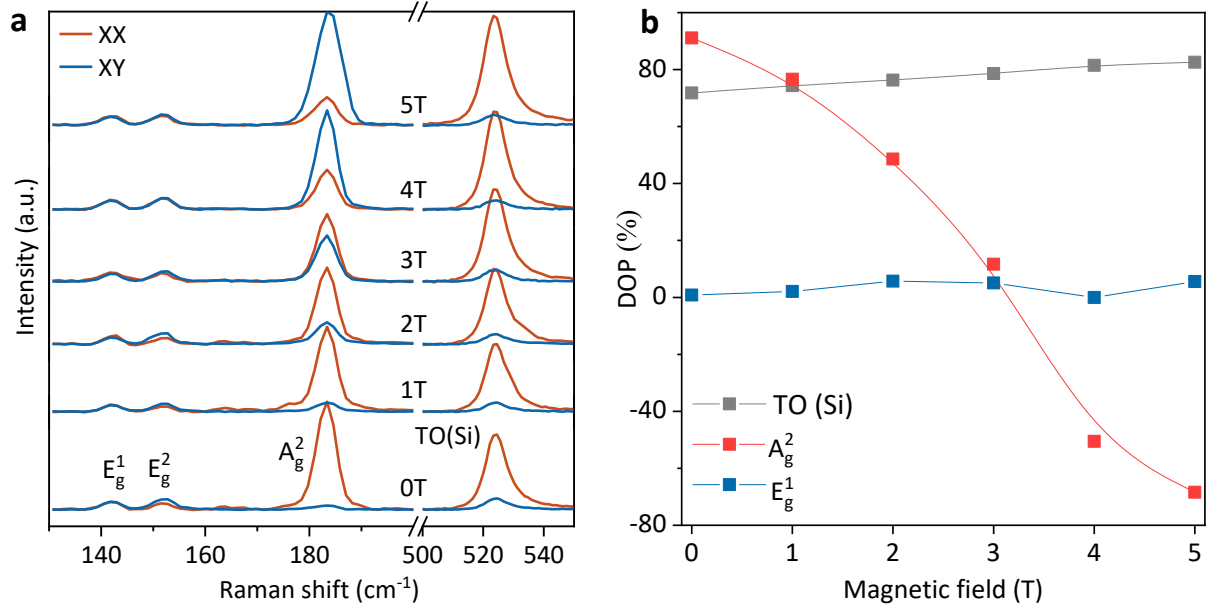 a
XX
XY
5T
4T
3T
2T
1T
TO(Si)
A²g
E¹g
E²g
0T
140
160
180
500
520
540
Raman shift (cm⁻¹)
Intensity (a.u.)
b
80
40
0
-40
-80
DOP (%)
TO (Si)
A²g
E¹g
0
1
2
3
4
5
Magnetic field (T)